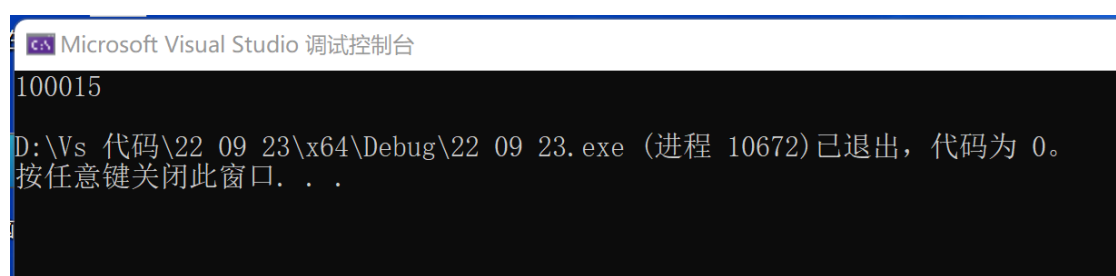 Microsoft Visual Studio 调试控制台
100015
D:\Vs 代码\22 09 23\x64\Debug\22 09 23.exe (进程 10672)已退出，代码为 0。
按任意键关闭此窗口. . .